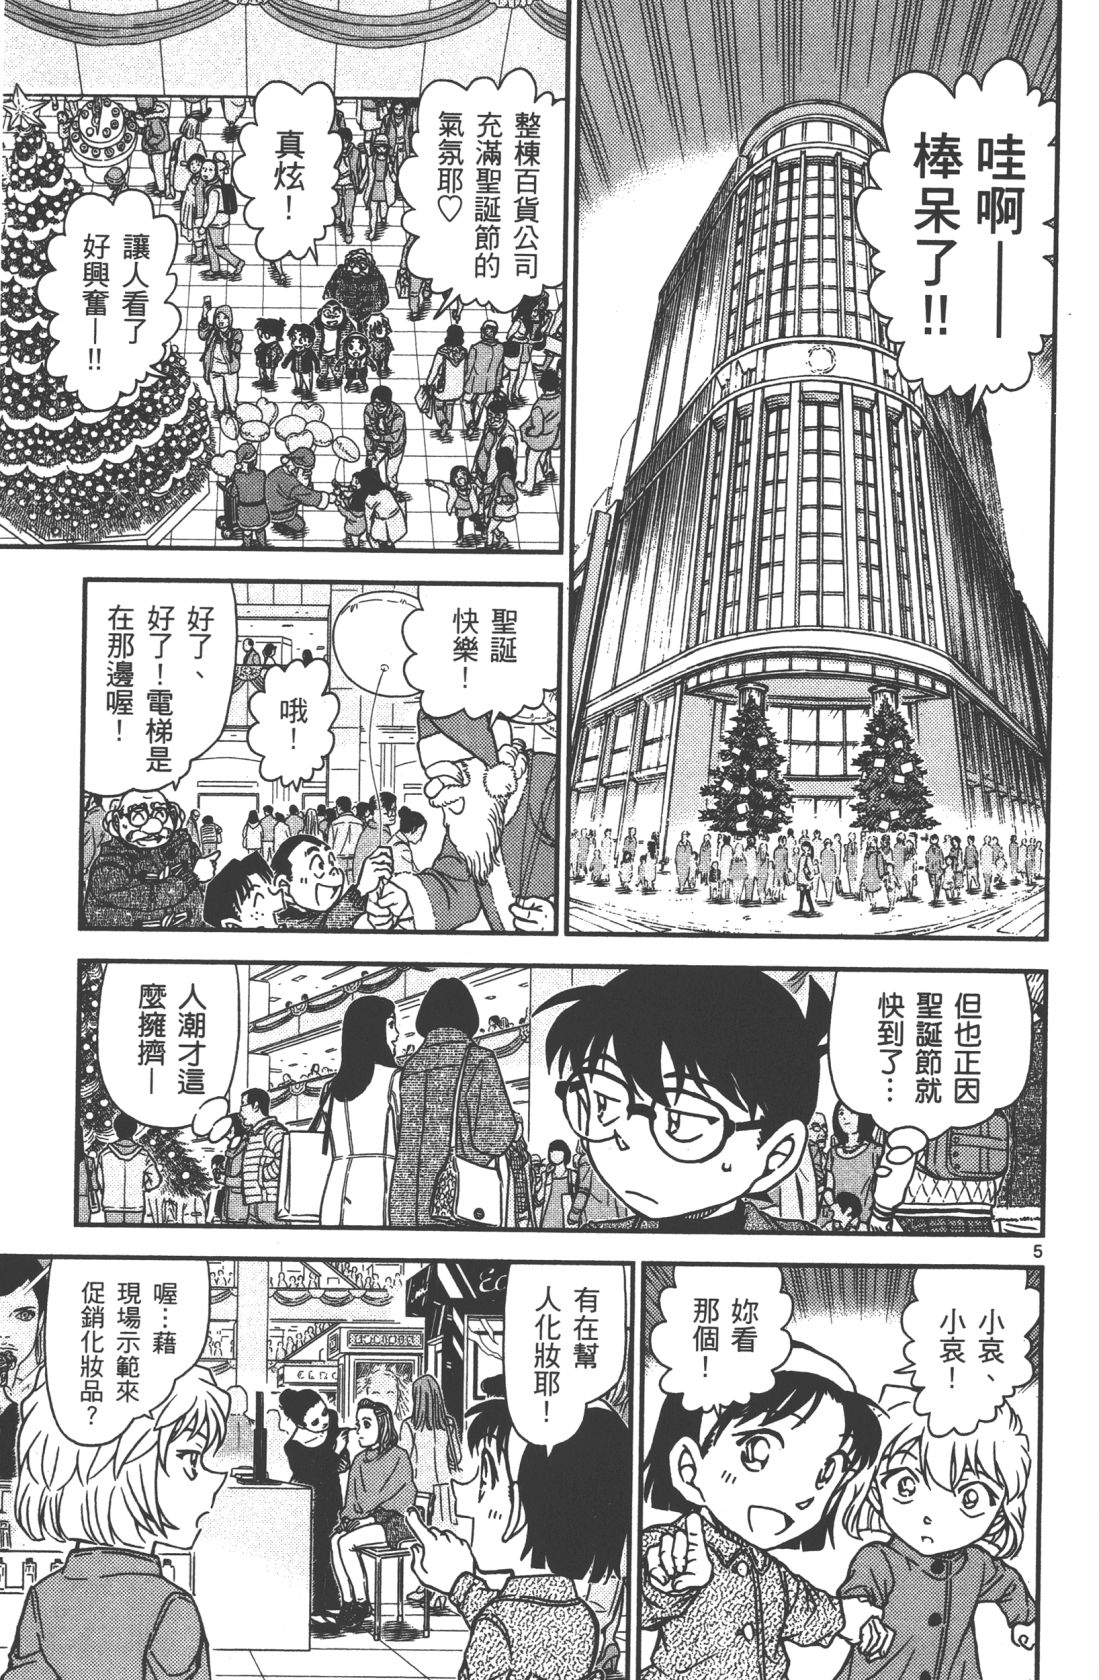 哇啊——
棒呆了!!
整棟百貨公司
充滿聖誕節的
氣氛耶♡
真炫！
讓人看了
好興奮—!!
聖誕
快樂！
哦！
好了、
好了！電梯是
在那邊喔！
但也正因
聖誕節就
快到了…
人潮才這
麼擁擠—
5
小哀、
小哀！
妳看
那個！
有在幫
人化妝耶！
喔…藉
現場示範來
促銷化妝品？